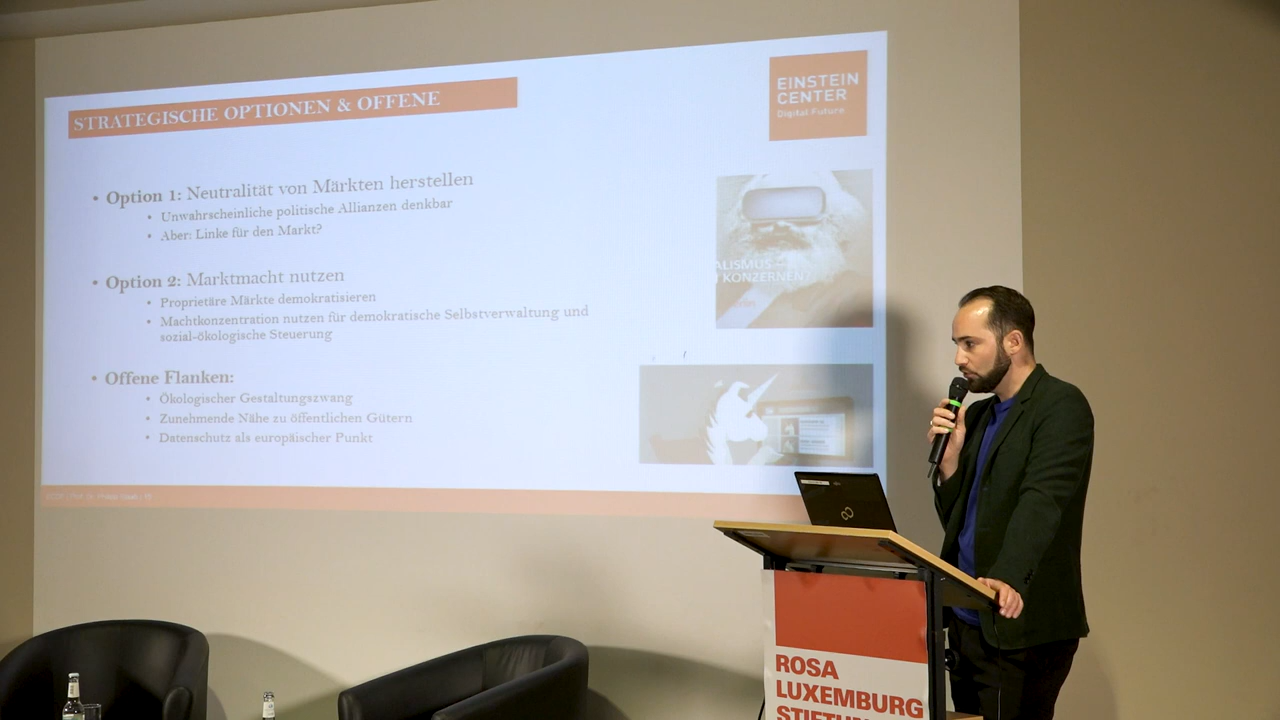 STRATEGISCHE OPTIONEN & OFFENE
EINSTEIN
CENTER
Digital Future
• Option 1: Neutralität von Märkten herstellen
• Unwahrscheinliche politische Allianzen denkbar
• Aber: Linke für den Markt?
• Option 2: Marktmacht nutzen
• Proprietäre Märkte demokratisieren
• Machtkonzentration nutzen für demokratische Selbstverwaltung und
sozial-ökologische Steuerung
• Offene Flanken:
• Ökologischer Gestaltungszwang
• Zunehmende Nähe zu öffentlichen Gütern
• Datenschutz als europäischer Punkt
ALISMUS
KONZERNEN?
ROSA
LUXEMBURG
STIFTUN